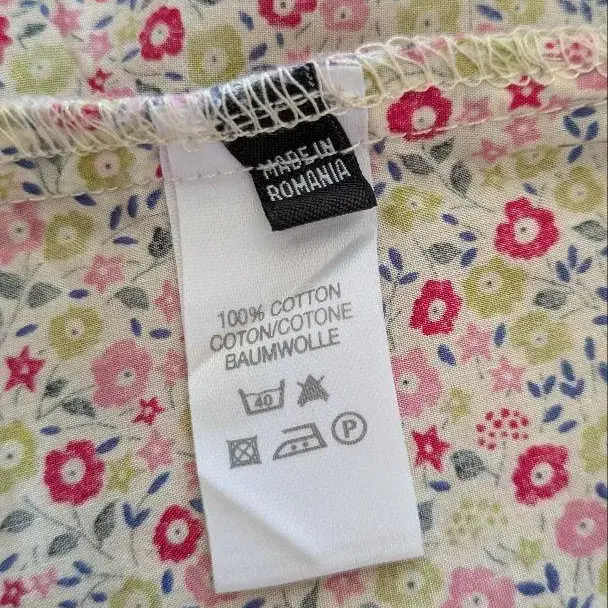 MADE IN
ROMANIA
100% COTTON
COTON/COTONE
BAUMWOLLE
40
P